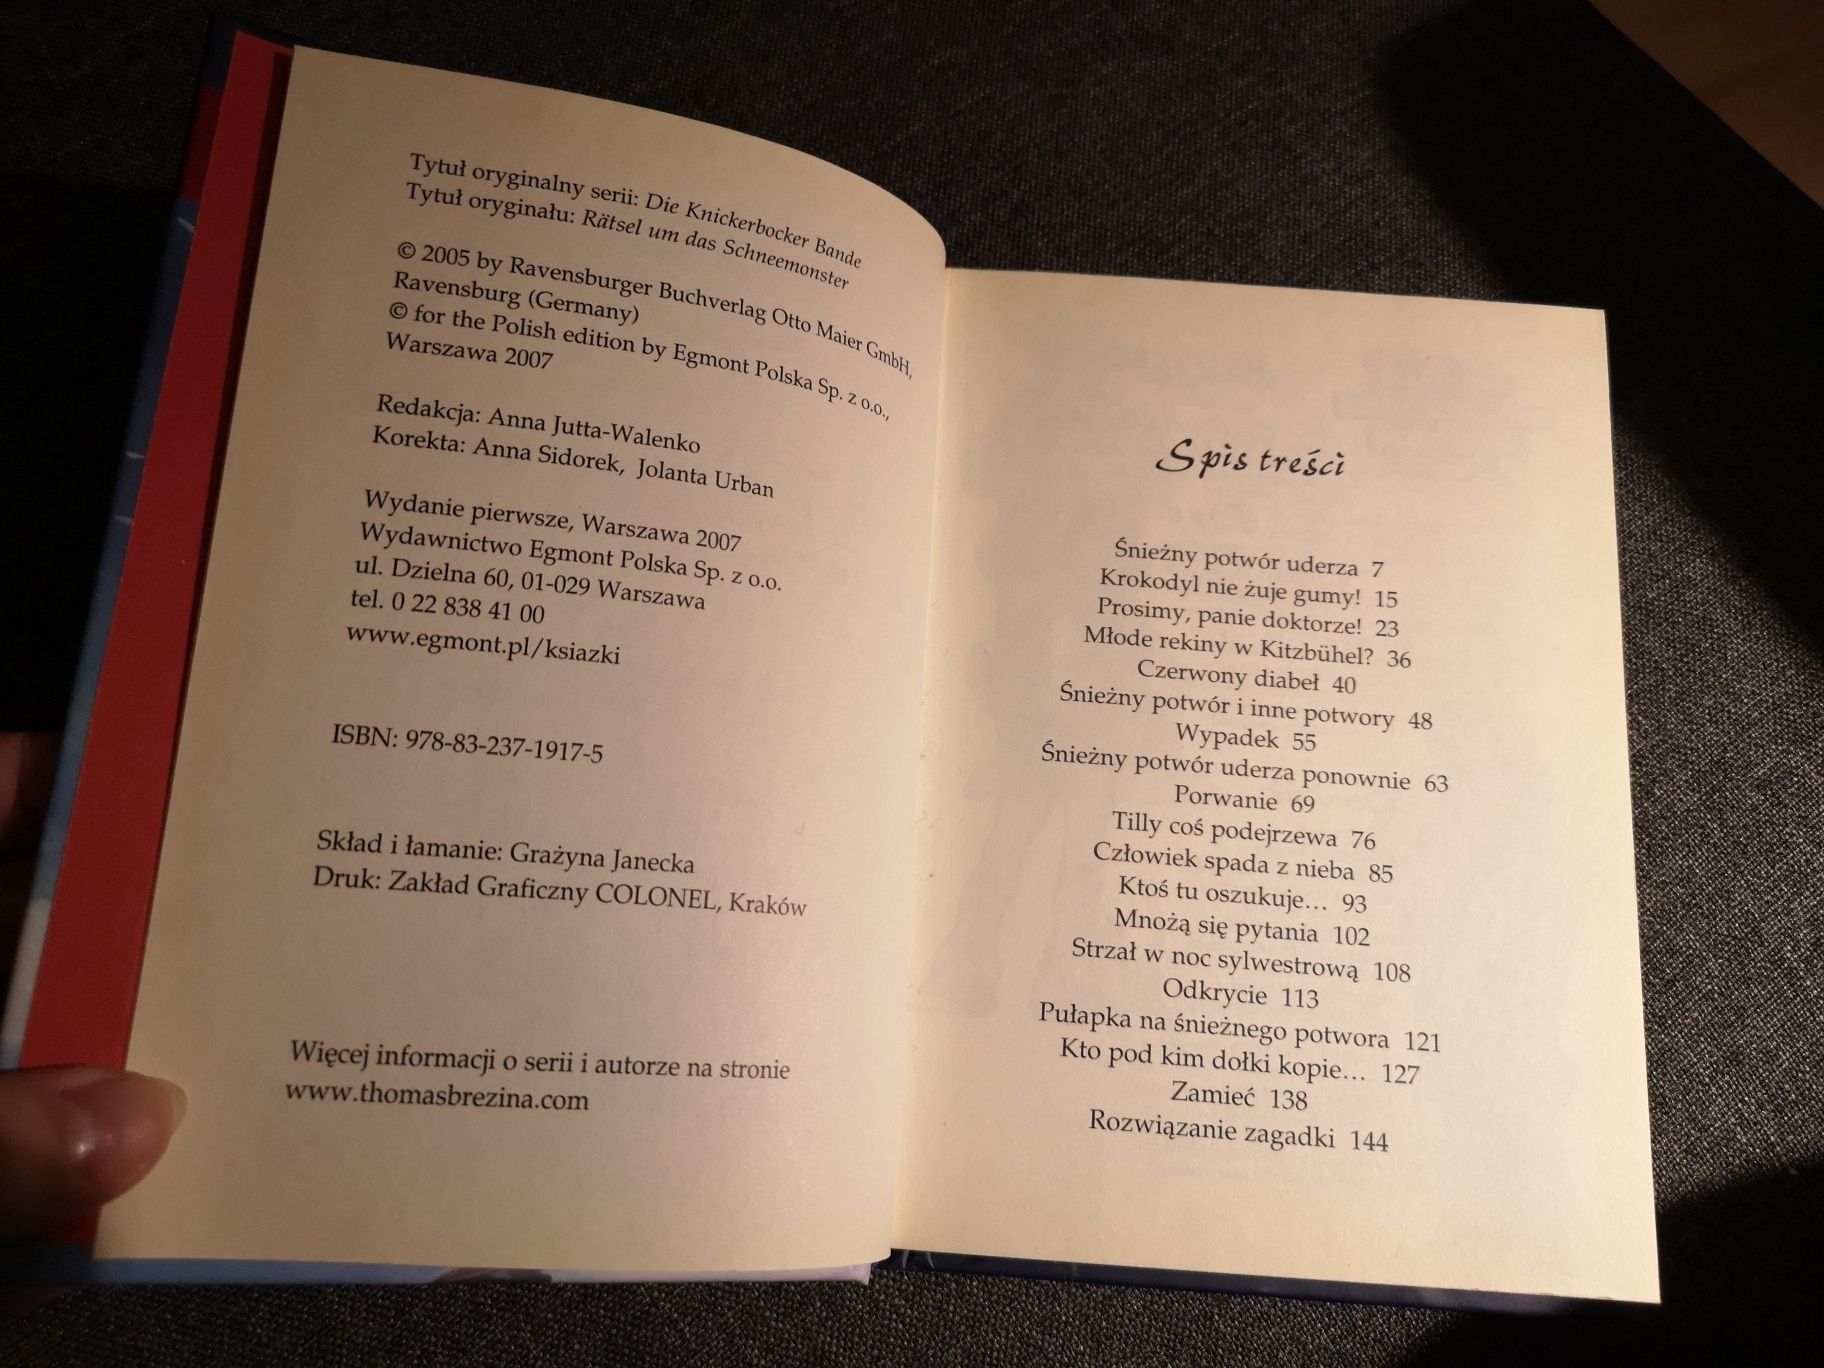 Tytuł oryginalny serii: Die Knickerbocker Bande
Tytuł oryginału: Rätsel um das Schneemonster
© 2005 by Ravensburger Buchverlag Otto Maier GmbH,
Ravensburg (Germany)
© for the Polish edition by Egmont Polska Sp. z o.o.,
Warszawa 2007
Redakcja: Anna Jutta-Walenko
Korekta: Anna Sidorek, Jolanta Urban
Wydanie pierwsze, Warszawa 2007
Wydawnictwo Egmont Polska Sp. z o.o.
ul. Dzielna 60, 01-029 Warszawa
tel. 0 22 838 41 00
www.egmont.pl/ksiazki
ISBN: 978-83-237-1917-5
Skład i łamanie: Grażyna Janecka
Druk: Zakład Graficzny COLONEL, Kraków
Więcej informacji o serii i autorze na stronie
www.thomasbrezina.com
Spis treści
Śnieżny potwór uderza 7
Krokodyl nie żuje gumy! 15
Prosimy, panie doktorze! 23
Młode rekiny w Kitzbühel? 36
Czerwony diabeł 40
Śnieżny potwór i inne potwory 48
Wypadek 55
Śnieżny potwór uderza ponownie 63
Porwanie 69
Tilly coś podejrzewa 76
Człowiek spada z nieba 85
Ktoś tu oszukuje... 93
Mnożą się pytania 102
Strzał w noc sylwestrową 108
Odkrycie 113
Pułapka na śnieżnego potwora 121
Kto pod kim dołki kopie... 127
Zamieć 138
Rozwiązanie zagadki 144